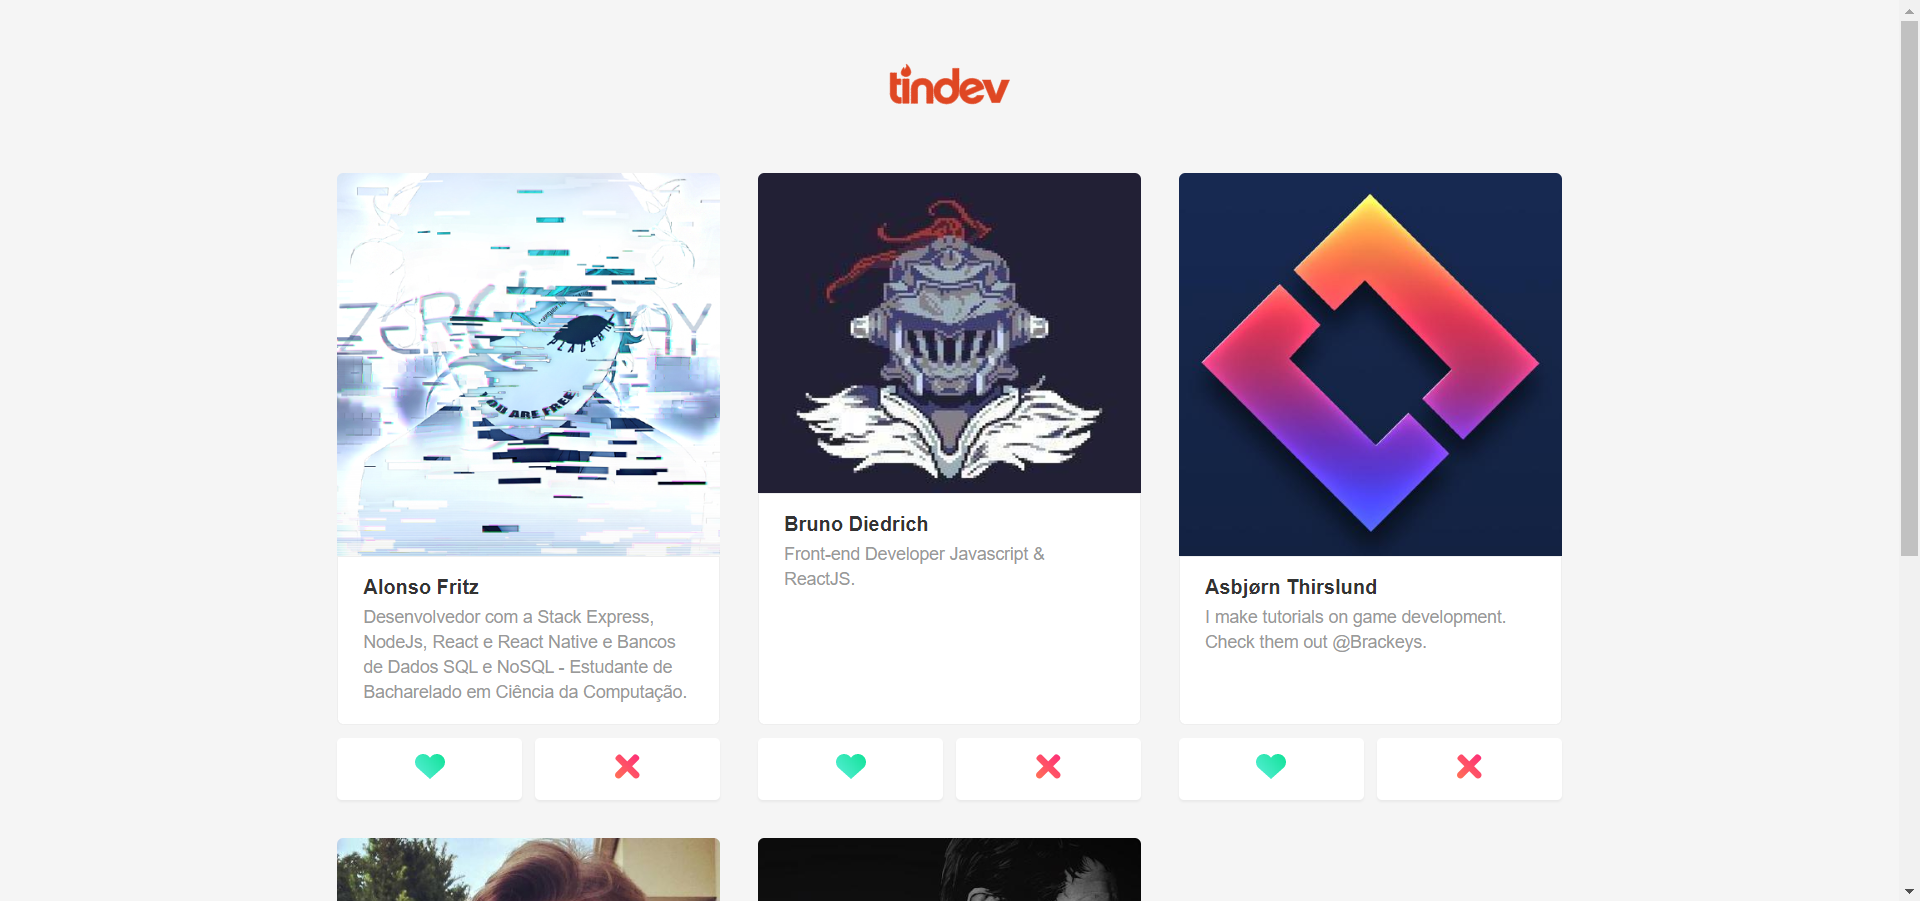 tindev
ZERO DAY
PLACEBO
YOU ARE FREE
Alonso Fritz
Desenvolvedor com a Stack Express,
NodeJs, React e React Native e Bancos
de Dados SQL e NoSQL - Estudante de
Bacharelado em Ciência da Computação.
Bruno Diedrich
Front-end Developer Javascript &
ReactJS.
Asbjørn Thirslund
I make tutorials on game development.
Check them out @Brackeys.